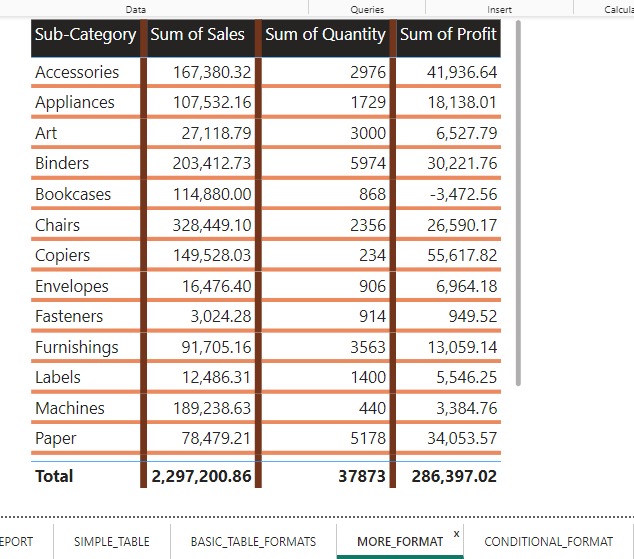 Data Queries Insert Calcula
Sub-Category Sum of Sales Sum of Quantity Sum of Profit
Accessories 167,380.32 2976 41,936.64
Appliances 107,532.16 1729 18,138.01
Art 27,118.79 3000 6,527.79
Binders 203,412.73 5974 30,221.76
Bookcases 114,880.00 868 -3,472.56
Chairs 328,449.10 2356 26,590.17
Copiers 149,528.03 234 55,617.82
Envelopes 16,476.40 906 6,964.18
Fasteners 3,024.28 914 949.52
Furnishings 91,705.16 3563 13,059.14
Labels 12,486.31 1400 5,546.25
Machines 189,238.63 440 3,384.76
Paper 78,479.21 5178 34,053.57
Total 2,297,200.86 37873 286,397.02
EPORT SIMPLE_TABLE BASIC_TABLE_FORMATS MORE_FORMAT x CONDITIONAL_FORMAT